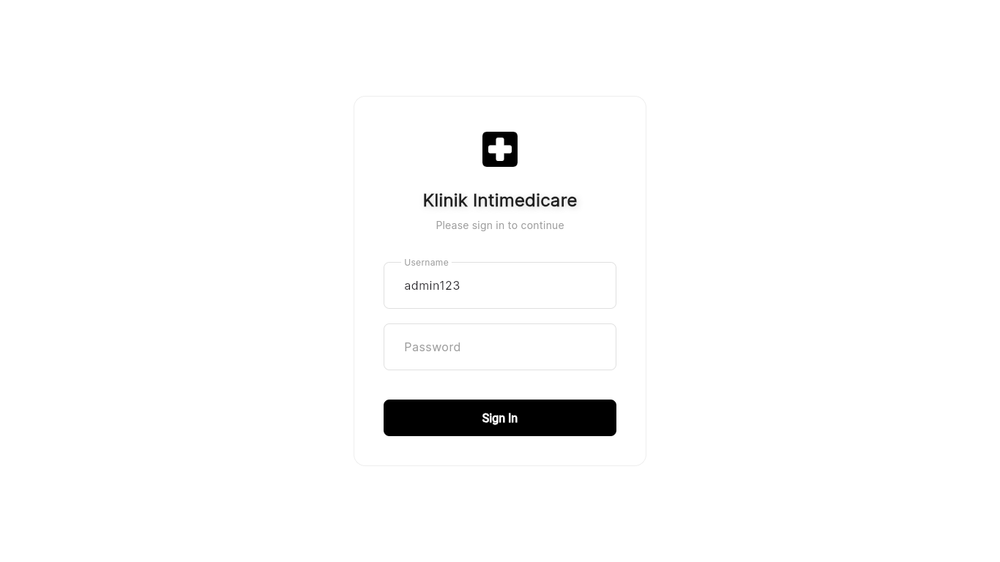 Klinik Intimedicare
Please sign in to continue
Username
admin123
Password
Sign In